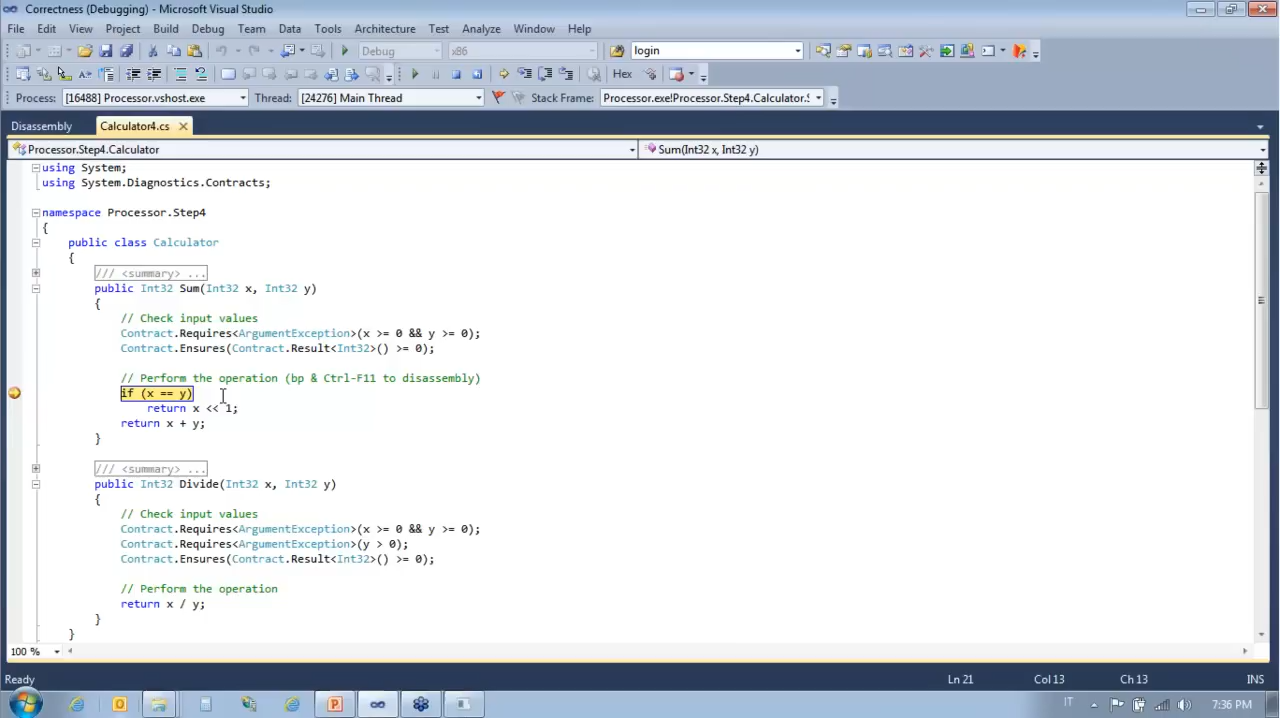 Correctness (Debugging) - Microsoft Visual Studio
File Edit View Project Build Debug Team Data Tools Architecture Test Analyze Window Help
Debug x86 login
Hex
Process: [16488] Processor.vshost.exe Thread: [24276] Main Thread Stack Frame: Processor.exe!Processor.Step4.Calculator.S
Disassembly Calculator4.cs
Processor.Step4.Calculator Sum(Int32 x, Int32 y)
using System;
using System.Diagnostics.Contracts;
namespace Processor.Step4
{
public class Calculator
{
/// <summary> ...
public Int32 Sum(Int32 x, Int32 y)
{
// Check input values
Contract.Requires<ArgumentException>(x >= 0 && y >= 0);
Contract.Ensures(Contract.Result<Int32>() >= 0);
// Perform the operation (bp & Ctrl-F11 to disassembly)
if (x == y)
return x << 1;
return x + y;
}
/// <summary> ...
public Int32 Divide(Int32 x, Int32 y)
{
// Check input values
Contract.Requires<ArgumentException>(x >= 0 && y >= 0);
Contract.Requires<ArgumentException>(y > 0);
Contract.Ensures(Contract.Result<Int32>() >= 0);
// Perform the operation
return x / y;
}
}
100 %
Ready Ln 21 Col 13 Ch 13 INS
IT 7:36 PM